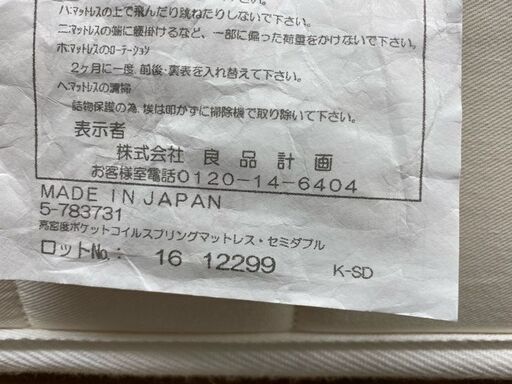 ハ:マットレスの上で飛んだり跳ねたりしないで下さい。
ニ:マットレスの端に腰掛けるなど、一部に偏った荷重をかけないで下さい。
ホ:マットレスのローテーション
2ヶ月に一度、前後・裏表を入れ替えて下さい。
ヘ:マットレスの清掃
詰物保護の為、埃は叩かずに掃除機で取り除いて下さい。
表示者
株式会社 良品計画
お客様室電話0120-14-6404
MADE IN JAPAN
5-783731
高密度ポケットコイルスプリングマットレス・セミダブル
ロットNo,: 16 12299 K-SD